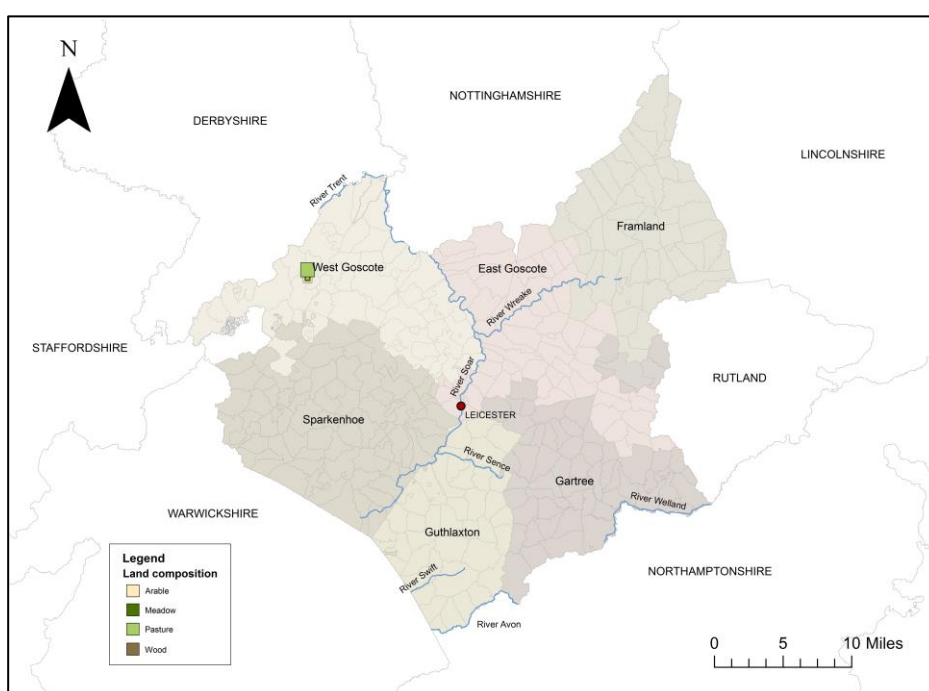 N
NOTTINGHAMSHIRE
DERBYSHIRE
LINCOLNSHIRE
River Trent
Framland
West Goscote
East Goscote
River Wreake
STAFFORDSHIRE
River Soar
RUTLAND
LEICESTER
Sparkenhoe
River Sence
Gartree
River Welland
WARWICKSHIRE
Guthlaxton
Legend
Land composition
Arable
Meadow
Pasture
Wood
River Swift
NORTHAMPTONSHIRE
River Avon
0 5 10 Miles